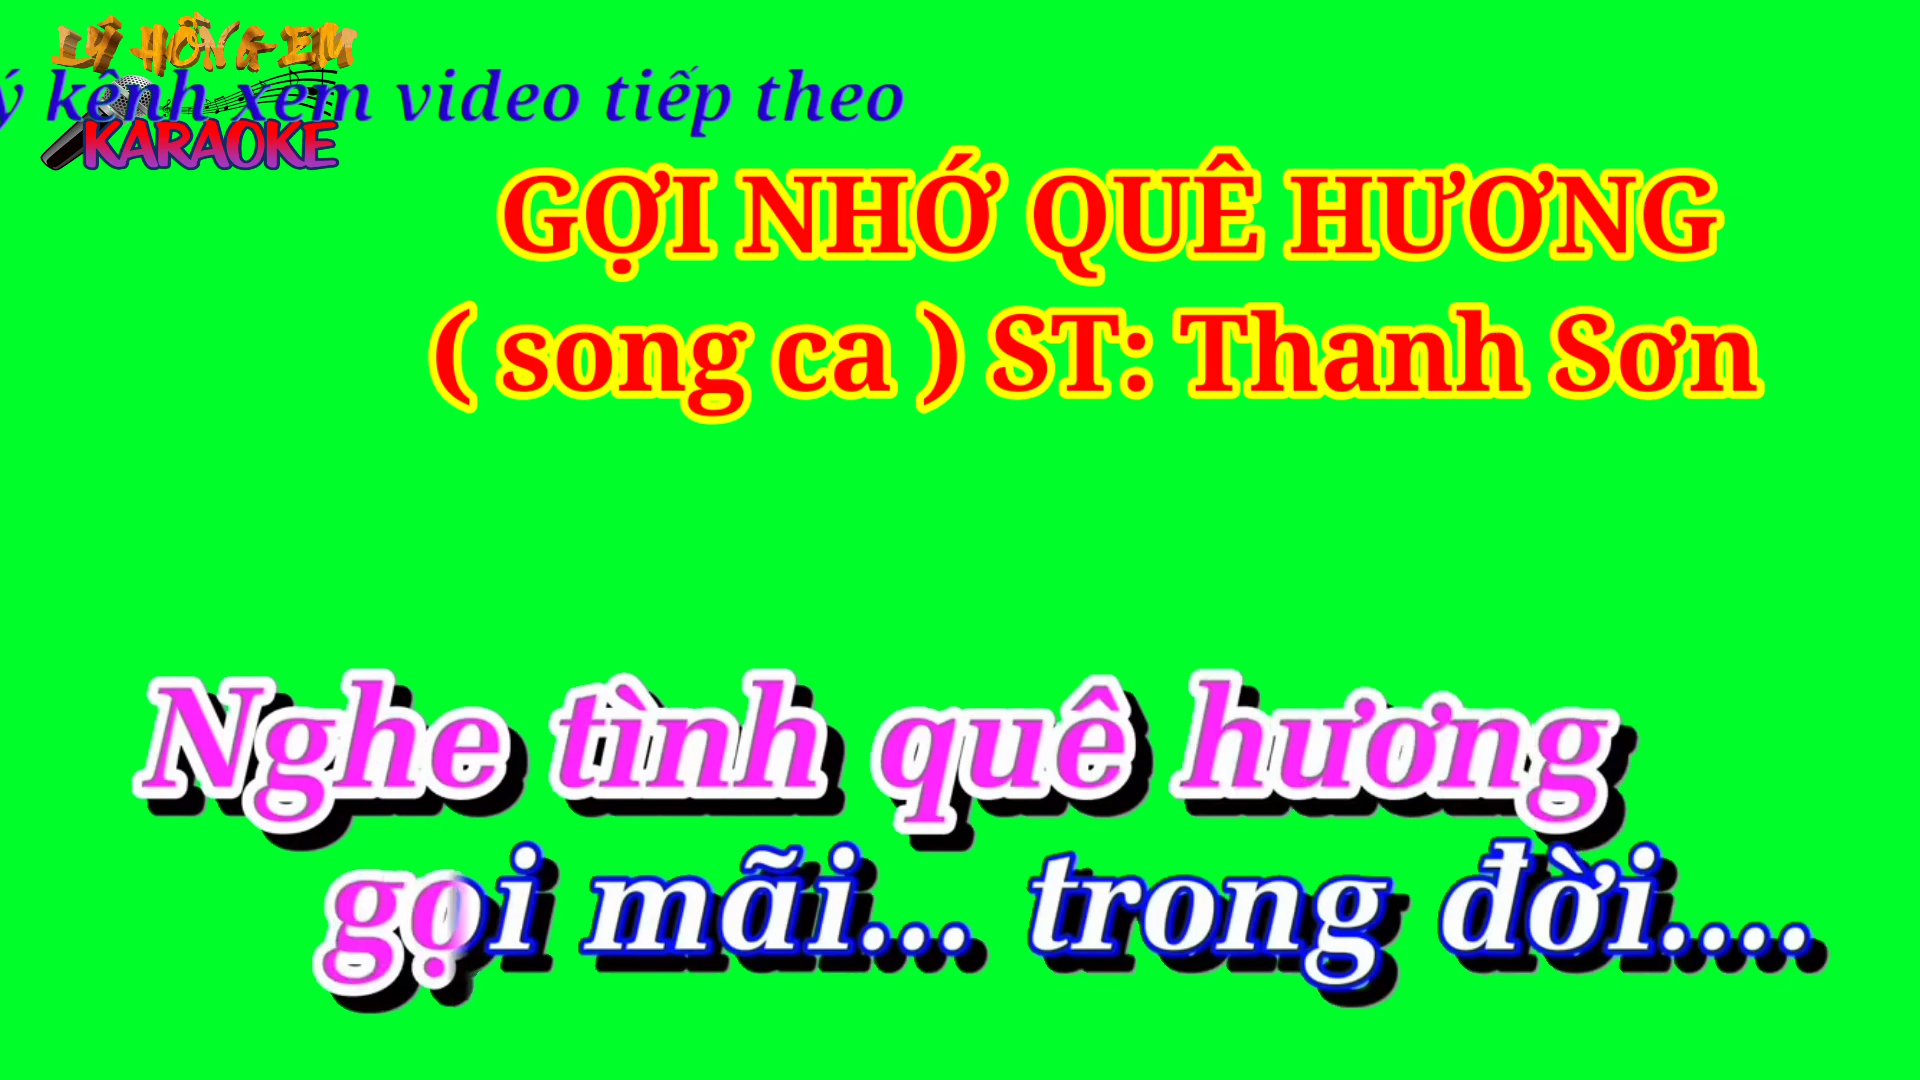 LÝ HỒNG EM
ý kênh xem video tiếp theo
KARAOKE
GỢI NHỚ QUÊ HƯƠNG
( song ca ) ST: Thanh Sơn
Nghe tình quê hương
gọi mãi... trong đời....